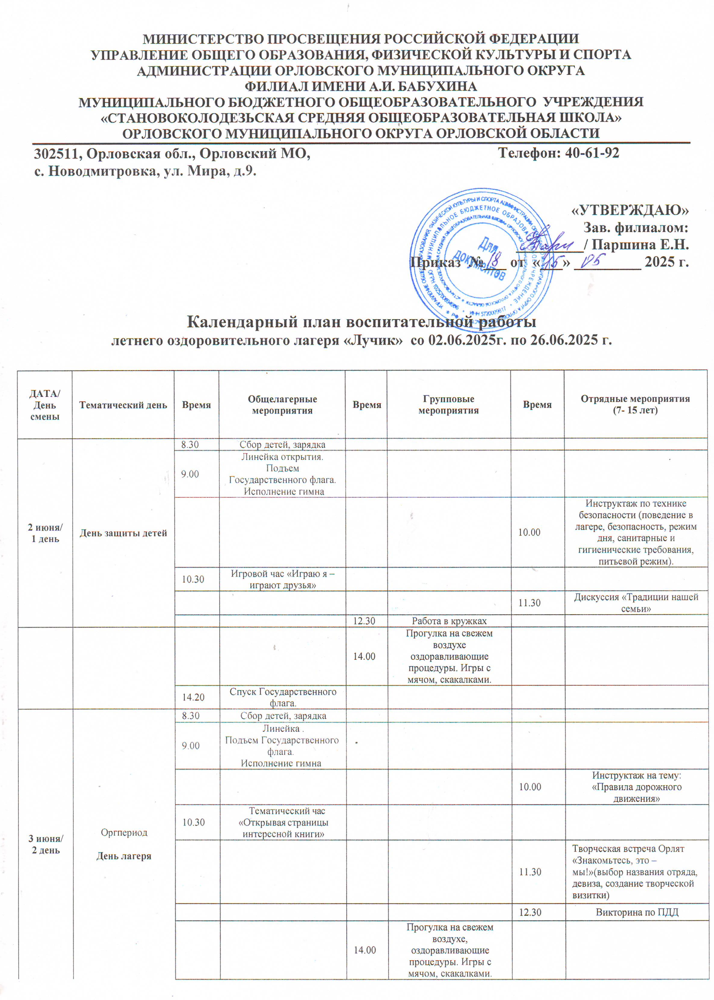 МИНИСТЕРСТВО ПРОСВЕЩЕНИЯ РОССИЙСКОЙ ФЕДЕРАЦИИ
УПРАВЛЕНИЕ ОБЩЕГО ОБРАЗОВАНИЯ, ФИЗИЧЕСКОЙ КУЛЬТУРЫ И СПОРТА
АДМИНИСТРАЦИИ ОРЛОВСКОГО МУНИЦИПАЛЬНОГО ОКРУГА
ФИЛИАЛ ИМЕНИ А.И. БАБУХИНА
МУНИЦИПАЛЬНОГО БЮДЖЕТНОГО ОБЩЕОБРАЗОВАТЕЛЬНОГО УЧРЕЖДЕНИЯ
«СТАНОВОКОЛОДЕЗЬСКАЯ СРЕДНЯЯ ОБЩЕОБРАЗОВАТЕЛЬНАЯ ШКОЛА»
ОРЛОВСКОГО МУНИЦИПАЛЬНОГО ОКРУГА ОРЛОВСКОЙ ОБЛАСТИ
302511, Орловская обл., Орловский МО, Телефон: 40-61-92
с. Новодмитровка, ул. Мира, д.9.
«УТВЕРЖДАЮ»
Зав. филиалом:
/ Паршина Е.Н.
Приказ № 18 от «15» 05 2025 г.
Для
документов
Календарный план воспитательной работы
летнего оздоровительного лагеря «Лучик» со 02.06.2025г. по 26.06.2025 г.
ДАТА/
День
смены
Тематический день
Время
Общелагерные
мероприятия
Время
Групповые
мероприятия
Время
Отрядные мероприятия
(7- 15 лет)
2 июня/
1 день
День защиты детей
8.30 Сбор детей, зарядка
9.00
Линейка открытия.
Подъем
Государственного флага.
Исполнение гимна
10.00
Инструктаж по технике
безопасности (поведение в
лагере, безопасность, режим
дня, санитарные и
гигиенические требования,
питьевой режим).
10.30
Игровой час «Играю я –
играют друзья»
11.30
Дискуссия «Традиции нашей
семьи»
12.30 Работа в кружках
14.00
Прогулка на свежем
воздухе
оздоравливающие
процедуры. Игры с
мячом, скакалками.
14.20
Спуск Государственного
флага.
3 июня/
2 день
Оргпериод
День лагеря
8.30 Сбор детей, зарядка
9.00
Линейка .
Подъем Государственного
флага.
Исполнение гимна
10.00
Инструктаж на тему:
«Правила дорожного
движения»
10.30
Тематический час
«Открывая страницы
интересной книги»
11.30
Творческая встреча Орлят
«Знакомьтесь, это –
мы!»(выбор названия отряда,
девиза, создание творческой
визитки)
12.30 Викторина по ПДД
14.00
Прогулка на свежем
воздухе,
оздоравливающие
процедуры. Игры с
мячом, скакалками.